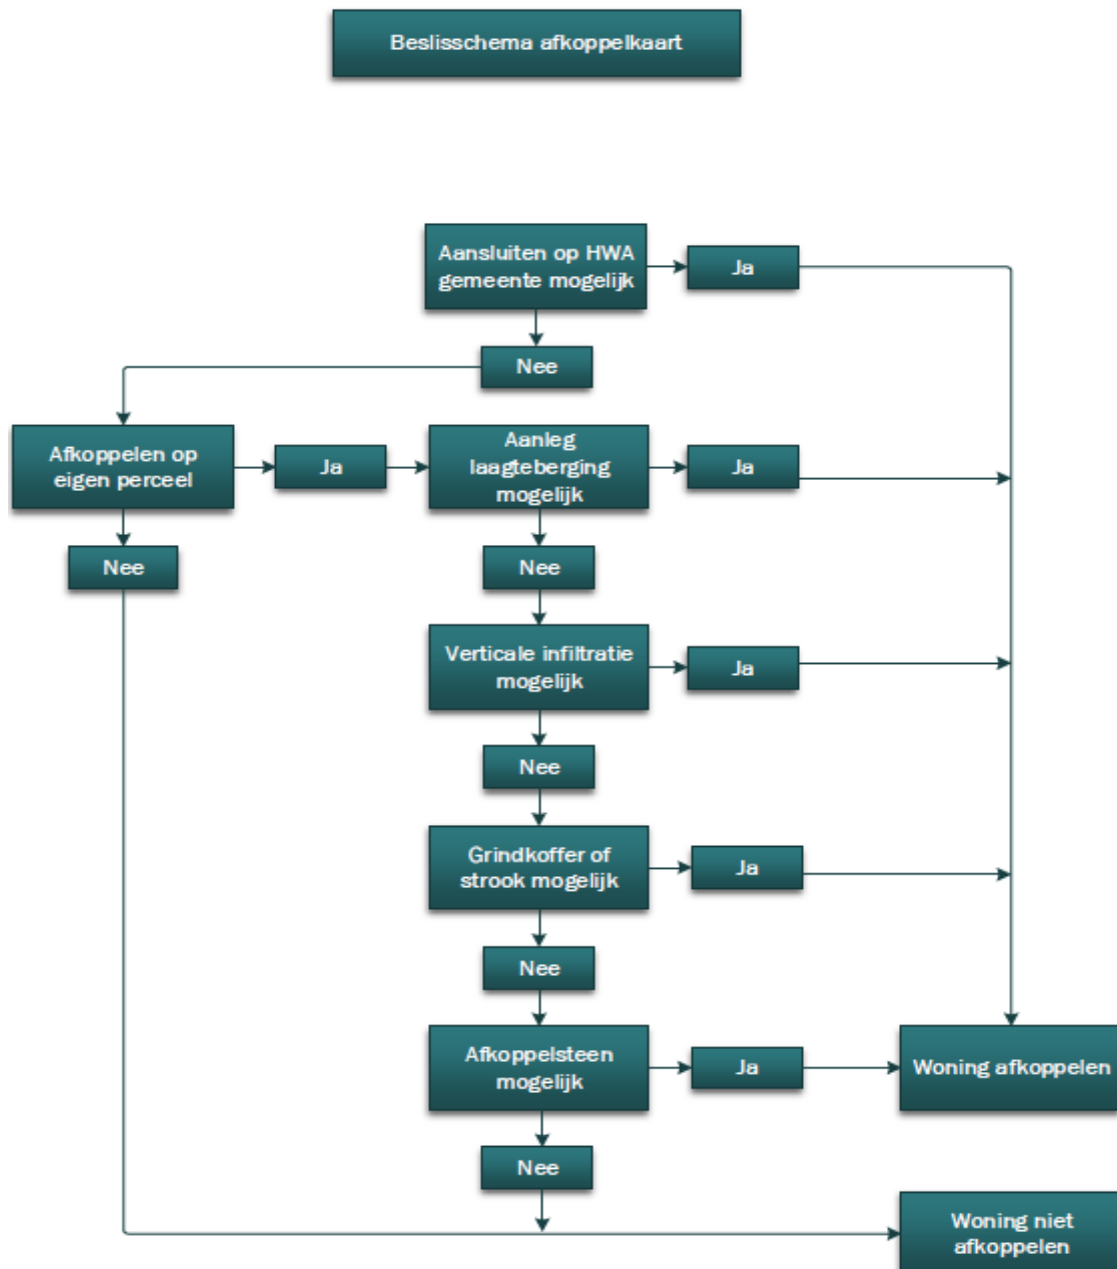 Beslisschema afkoppelkaart
Aansluiten op HWA
gemeente mogelijk
Ja
Nee
Afkoppelen op
eigen perceel
Ja
Aanleg
laagteberging
mogelijk
Ja
Nee
Nee
Verticale infiltratie
mogelijk
Ja
Nee
Grindkoffer of
strook mogelijk
Ja
Nee
Afkoppelsteen
mogelijk
Ja
Woning afkoppelen
Nee
Woning niet
afkoppelen